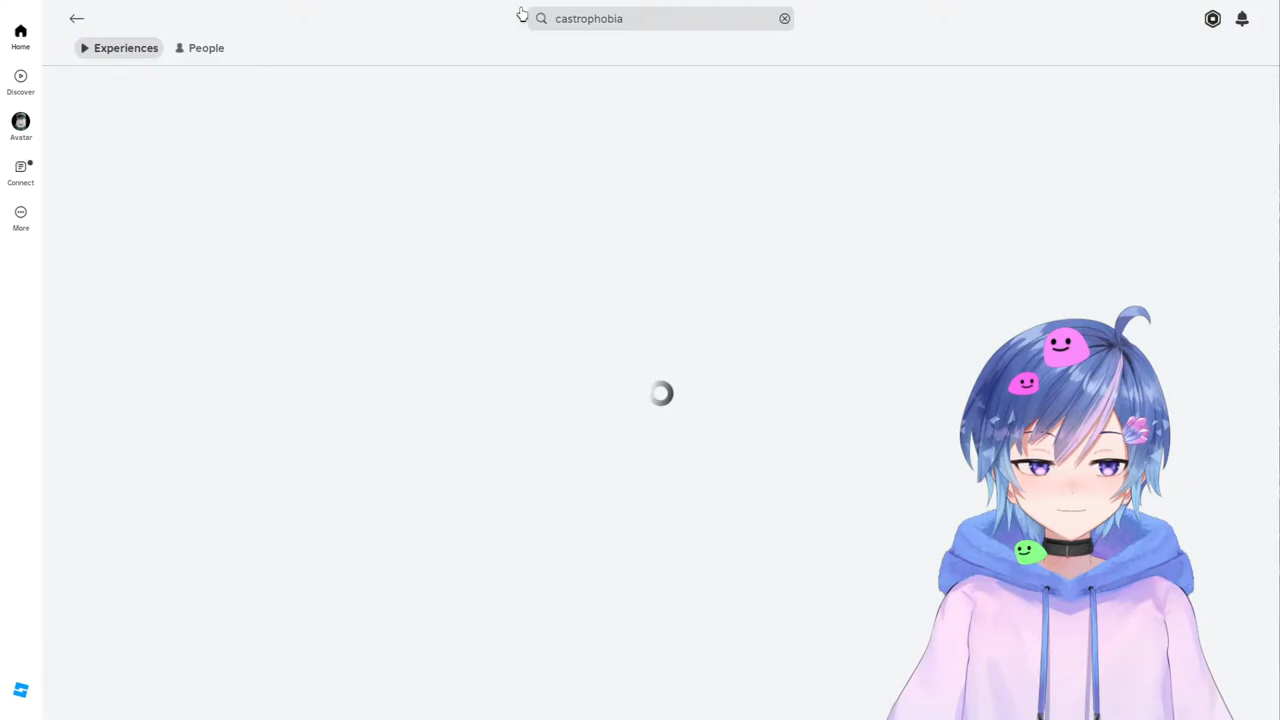 castrophobia
Experiences
People
Home
Discover
Avatar
Connect
More